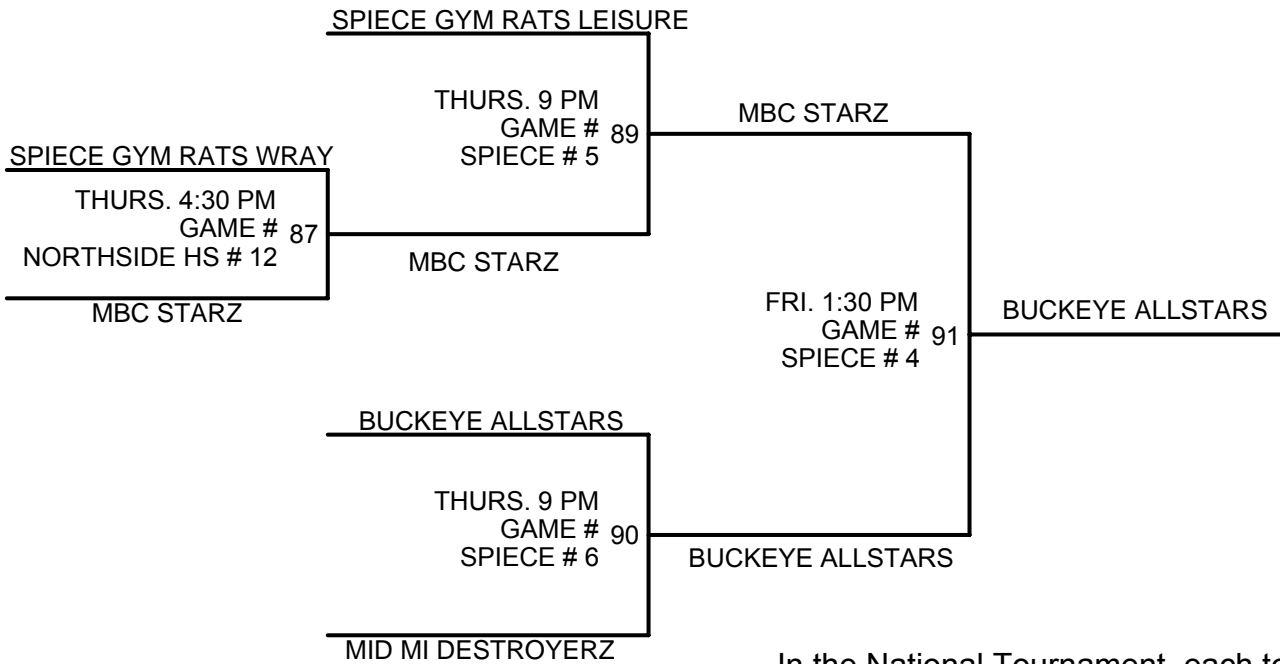 SPIECE GYM RATS LEISURE
THURS. 9 PM
GAME # 89
SPIECE # 5
MBC STARZ
SPIECE GYM RATS WRAY
THURS. 4:30 PM
GAME # 87
NORTHSIDE HS # 12
MBC STARZ
MBC STARZ
FRI. 1:30 PM
GAME # 91
SPIECE # 4
BUCKEYE ALLSTARS
BUCKEYE ALLSTARS
THURS. 9 PM
GAME # 90
SPIECE # 6
BUCKEYE ALLSTARS
MID MI DESTROYERZ
In the National Tournament, each te